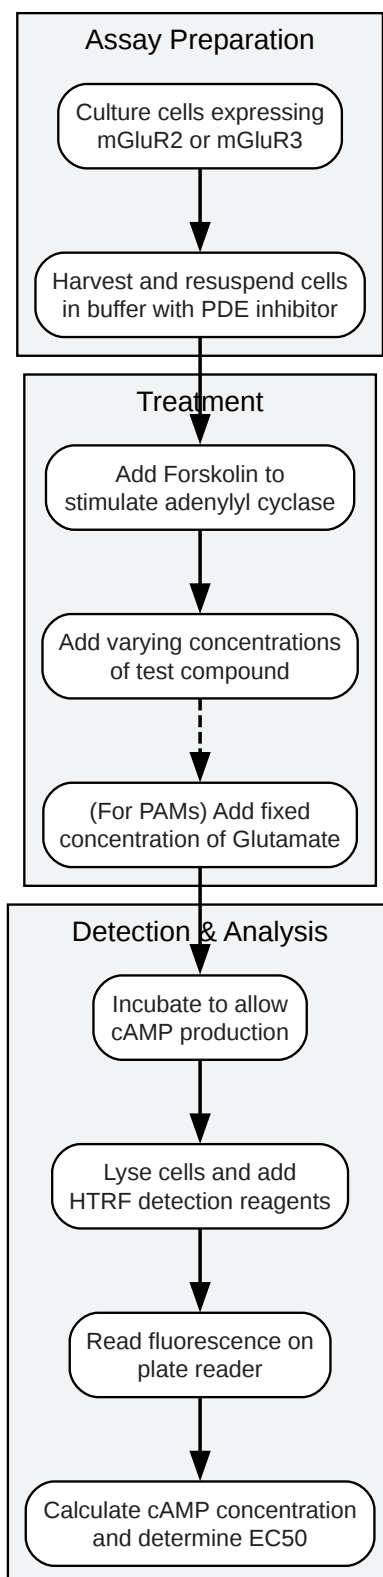 Assay Preparation
Culture cells expressing
mGluR2 or mGluR3
Harvest and resuspend cells
in buffer with PDE inhibitor
Treatment
Add Forskolin to
stimulate adenylyl cyclase
Add varying concentrations
of test compound
(For PAMs) Add fixed
concentration of Glutamate
Detection & Analysis
Incubate to allow
cAMP production
Lyse cells and add
HTRF detection reagents
Read fluorescence on
plate reader
Calculate cAMP concentration
and determine EC50